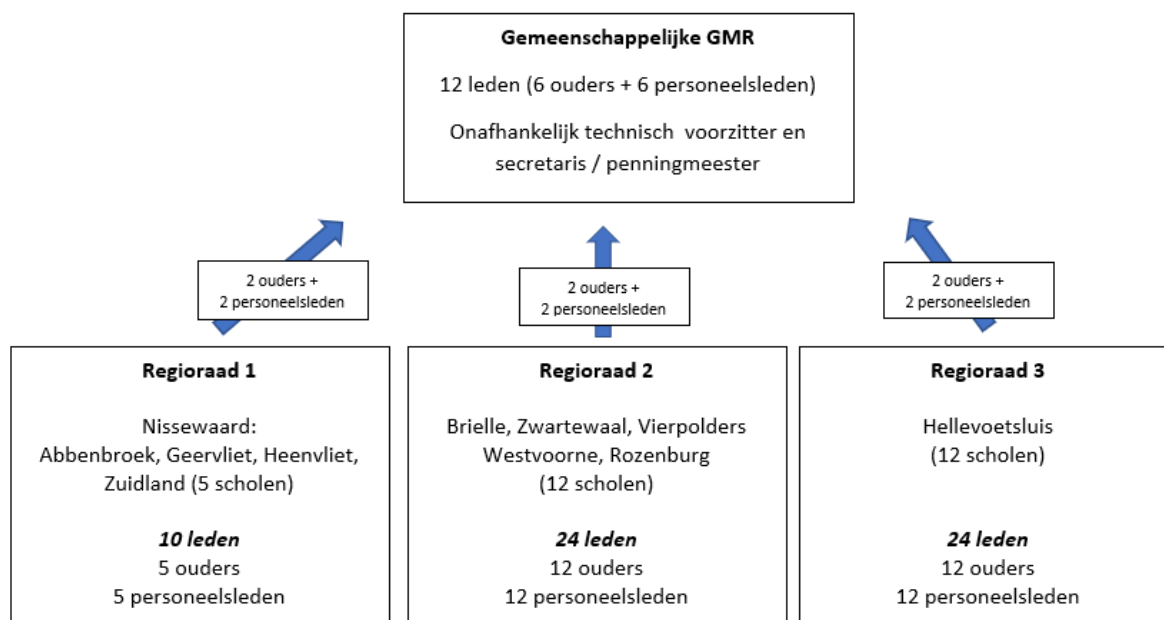 Gemeenschappelijke GMR
12 leden (6 ouders + 6 personeelsleden)
Onafhankelijk technisch  voorzitter en
secretaris / penningmeester
2 ouders +
2 personeelsleden
2 ouders +
2 personeelsleden
2 ouders +
2 personeelsleden
Regioraad 1
Nissewaard:
Abbenbroek, Geervliet, Heenvliet,
Zuidland (5 scholen)
10 leden
5 ouders
5 personeelsleden
Regioraad 2
Brielle, Zwartewaal, Vierpolders
Westvoorne, Rozenburg
(12 scholen)
24 leden
12 ouders
12 personeelsleden
Regioraad 3
Hellevoetsluis
(12 scholen)
24 leden
12 ouders
12 personeelsleden